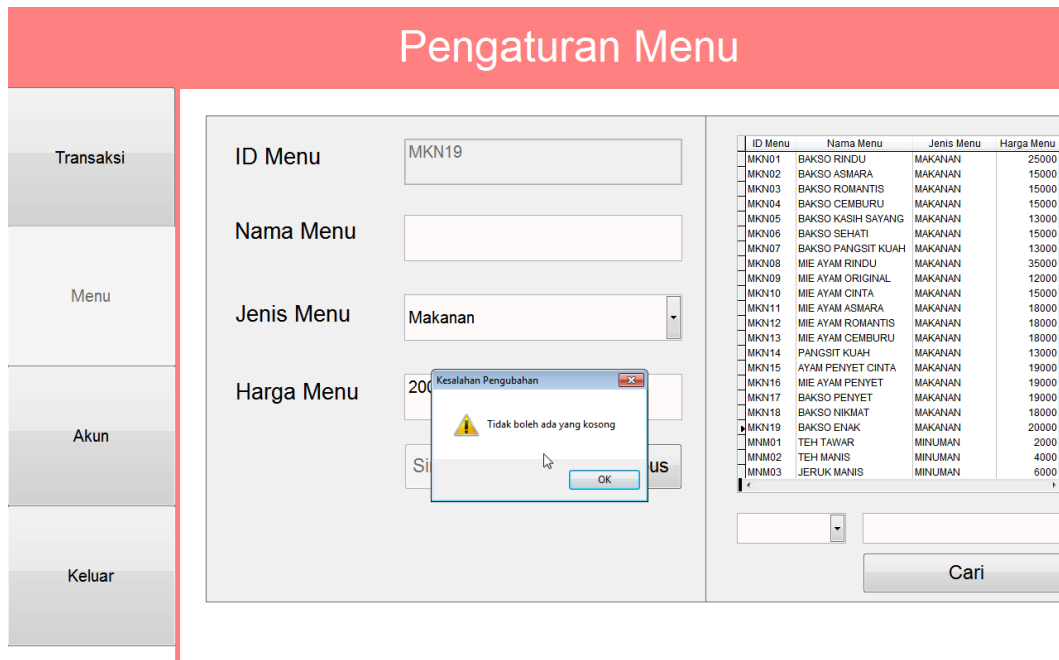 Pengaturan Menu
Transaksi
Menu
Akun
Keluar
ID Menu
MKN19
Nama Menu
Jenis Menu
Makanan
Harga Menu
200
Si
us
Kesalahan Pengubahan
Tidak boleh ada yang kosong
OK
ID Menu Nama Menu Jenis Menu Harga Menu
MKN01 BAKSO RINDU MAKANAN 25000
MKN02 BAKSO ASMARA MAKANAN 15000
MKN03 BAKSO ROMANTIS MAKANAN 15000
MKN04 BAKSO CEMBURU MAKANAN 15000
MKN05 BAKSO KASIH SAYANG MAKANAN 13000
MKN06 BAKSO SEHATI MAKANAN 15000
MKN07 BAKSO PANGSIT KUAH MAKANAN 13000
MKN08 MIE AYAM RINDU MAKANAN 35000
MKN09 MIE AYAM ORIGINAL MAKANAN 12000
MKN10 MIE AYAM CINTA MAKANAN 15000
MKN11 MIE AYAM ASMARA MAKANAN 18000
MKN12 MIE AYAM ROMANTIS MAKANAN 18000
MKN13 MIE AYAM CEMBURU MAKANAN 18000
MKN14 PANGSIT KUAH MAKANAN 13000
MKN15 AYAM PENYET CINTA MAKANAN 19000
MKN16 MIE AYAM PENYET MAKANAN 19000
MKN17 BAKSO PENYET MAKANAN 19000
MKN18 BAKSO NIKMAT MAKANAN 18000
MKN19 BAKSO ENAK MAKANAN 20000
MNM01 TEH TAWAR MINUMAN 2000
MNM02 TEH MANIS MINUMAN 4000
MNM03 JERUK MANIS MINUMAN 6000
Cari